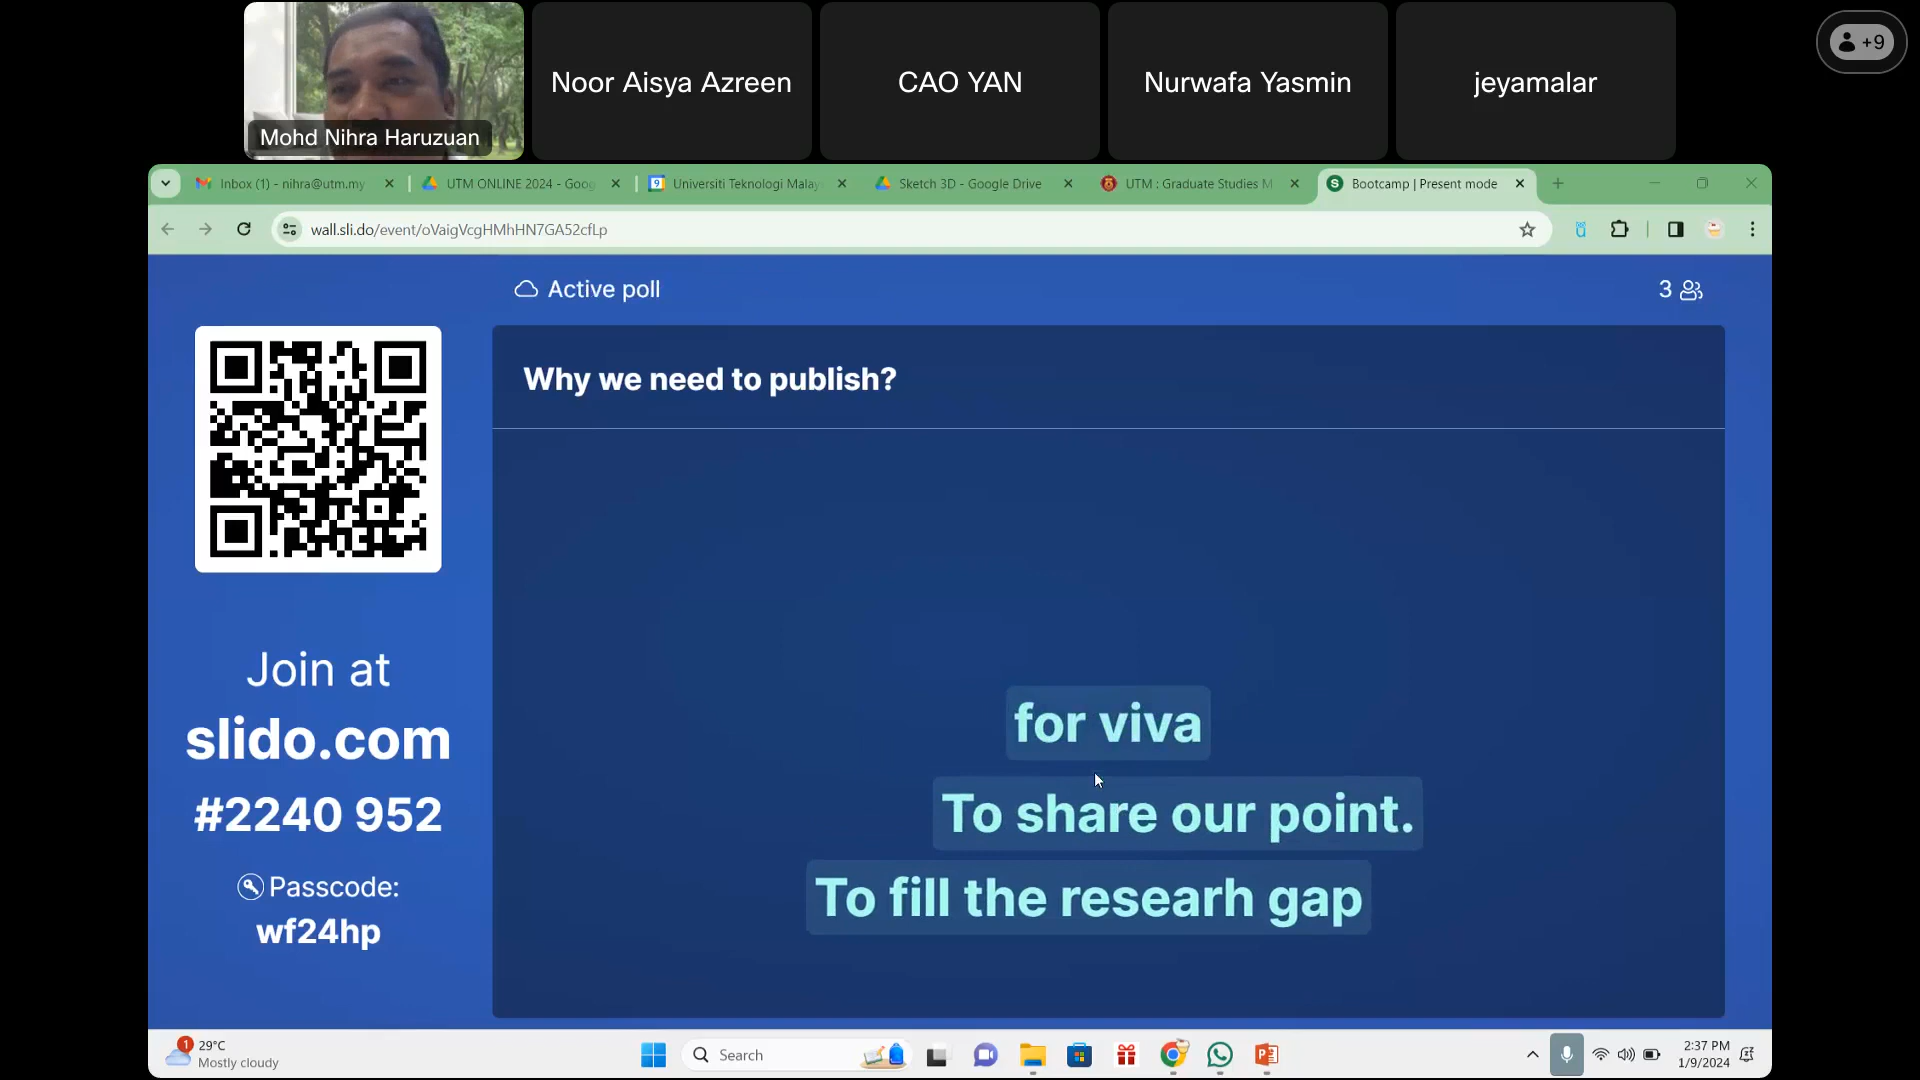 Mohd Nihra Haruzuan
Noor Aisya Azreen
CAO YAN
Nurwafa Yasmin
jeyamalar
+9
Inbox (1) - nihra@utm.my
UTM ONLINE 2024 - Goog
9
Universiti Teknologi Malay
Sketch 3D - Google Drive
UTM : Graduate Studies M
S
Bootcamp | Present mode
wall.sli.do/event/oVaigVcgHMhHN7GA52cfLp
Active poll
3
Why we need to publish?
for viva
To share our point.
To fill the researh gap
Join at
slido.com
#2240 952
Passcode:
wf24hp
1
29°C
Mostly cloudy
Search
2:37 PM
1/9/2024